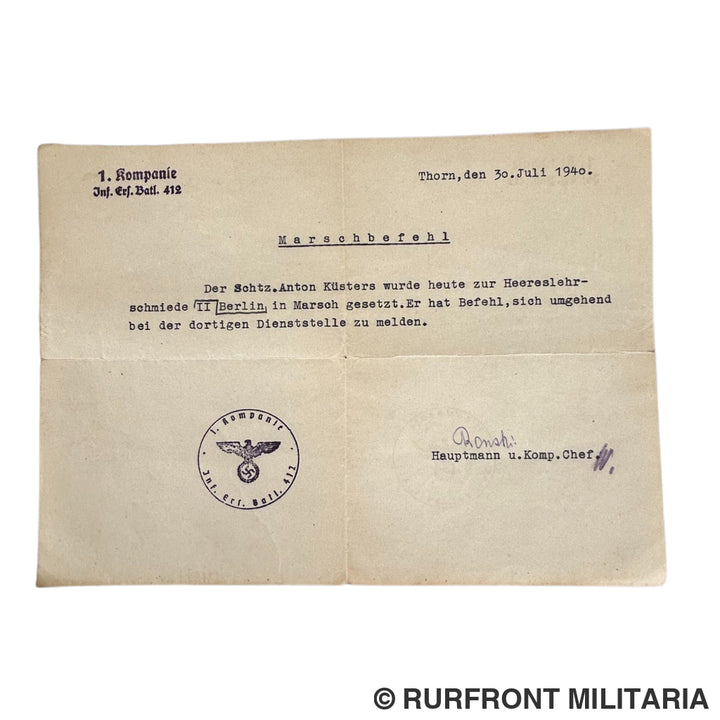 1. Kompanie
Inf. Ers. Batl. 412
Thorn, den 30. Juli 1940.
Marschbefehl
Der Schtz. Anton Küsters wurde heute zur Heereslehr-
schmiede II Berlin, in Marsch gesetzt. Er hat Befehl, sich umgehend
bei der dortigen Dienststelle zu melden.
1. Kompanie
Inf. Ers. Batl. 412
Hauptmann u. Komp. Chef.
© RURFRONT MILITARIA